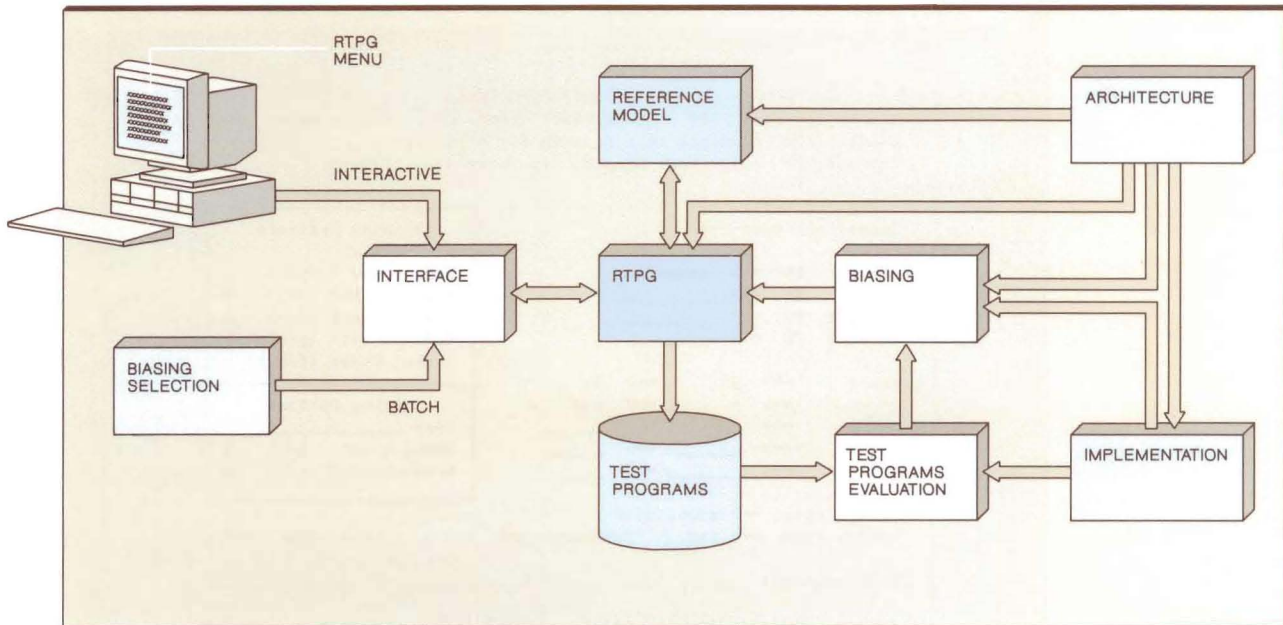 RTPG
MENU
REFERENCE
MODEL
ARCHITECTURE
INTERACTIVE
INTERFACE
RTPG
BIASING
BIASING
SELECTION
BATCH
TEST
PROGRAMS
TEST
PROGRAMS
EVALUATION
IMPLEMENTATION